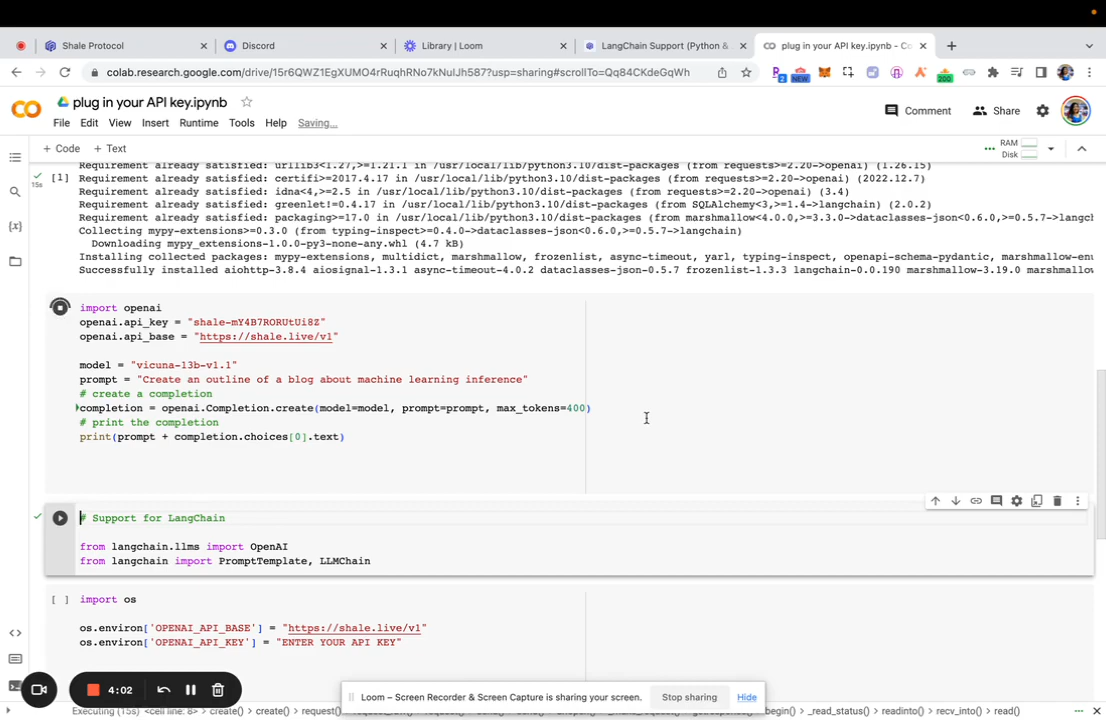 Shale Protocol
Discord
Library | Loom
LangChain Support (Python &
plug in your API key.ipynb - Co
colab.research.google.com/drive/15r6QWZ1EgXUMO4rRuqhRNo7kNulJh587?usp=sharing#scrollTo=Qq84CKdeGqWh
2
NEW
200
plug in your API key.ipynb
Comment
Share
File Edit View Insert Runtime Tools Help Saving...
+ Code + Text
RAM
Disk
Requirement already satisfied: urllib3<1.27,>=1.21.1 in /usr/local/lib/python3.10/dist-packages (from requests>=2.20->openai) (1.26.15)
[1] Requirement already satisfied: certifi>=2017.4.17 in /usr/local/lib/python3.10/dist-packages (from requests>=2.20->openai) (2022.12.7)
15s
Requirement already satisfied: idna<4,>=2.5 in /usr/local/lib/python3.10/dist-packages (from requests>=2.20->openai) (3.4)
Requirement already satisfied: greenlet!=0.4.17 in /usr/local/lib/python3.10/dist-packages (from SQLAlchemy<3,>=1.4->langchain) (2.0.2)
Requirement already satisfied: packaging>=17.0 in /usr/local/lib/python3.10/dist-packages (from marshmallow<4.0.0,>=3.3.0->dataclasses-json<0.6.0,>=0.5.7->langch
Collecting mypy-extensions>=0.3.0 (from typing-inspect>=0.4.0->dataclasses-json<0.6.0,>=0.5.7->langchain)
Downloading mypy_extensions-1.0.0-py3-none-any.whl (4.7 kB)
Installing collected packages: mypy-extensions, multidict, marshmallow, frozenlist, async-timeout, yarl, typing-inspect, openapi-schema-pydantic, marshmallow-enu
Successfully installed aiohttp-3.8.4 aiosignal-1.3.1 async-timeout-4.0.2 dataclasses-json-0.5.7 frozenlist-1.3.3 langchain-0.0.190 marshmallow-3.19.0 marshmallow
import openai
openai.api_key = "shale-mY4B7RORUtUi8Z"
openai.api_base = "https://shale.live/v1"
model = "vicuna-13b-v1.1"
prompt = "Create an outline of a blog about machine learning inference"
# create a completion
completion = openai.Completion.create(model=model, prompt=prompt, max_tokens=400)
# print the completion
print(prompt + completion.choices[0].text)
# Support for LangChain
from langchain.llms import OpenAI
from langchain import PromptTemplate, LLMChain
[ ] import os
os.environ['OPENAI_API_BASE'] = "https://shale.live/v1"
os.environ['OPENAI_API_KEY'] = "ENTER YOUR API KEY"
4:02
Loom – Screen Recorder & Screen Capture is sharing your screen.
Stop sharing
Hide
Executing (15s) <cell line: 8> create() create() request()
begin() _read_status() readinto() recv_into() read()